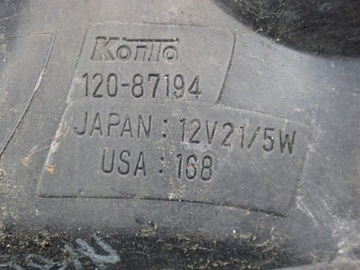 KOITO
120-87194
JAPAN : 12V21/5W
USA : 168